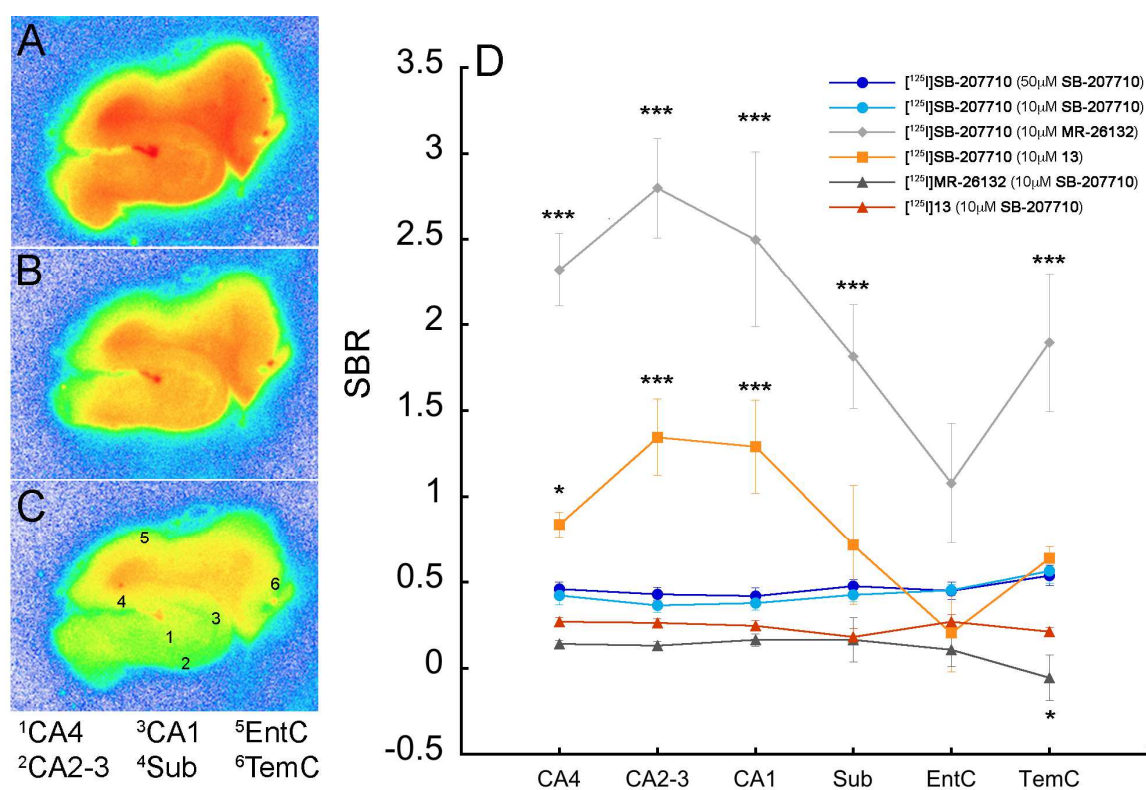 A
B
C
5
6
4
3
1
2
¹CA4 ³CA1 ⁵EntC
²CA2-3 ⁴Sub ⁶TemC
D
SBR
3.5
3
2.5
2
1.5
1
0.5
0
-0.5
[¹²⁵I]SB-207710 (50µM SB-207710)
[¹²⁵I]SB-207710 (10µM SB-207710)
[¹²⁵I]SB-207710 (10µM MR-26132)
[¹²⁵I]SB-207710 (10µM 13)
[¹²⁵I]MR-26132 (10µM SB-207710)
[¹²⁵I]13 (10µM SB-207710)
*** *** *** *** ***
* *** ***
*
CA4 CA2-3 CA1 Sub EntC TemC